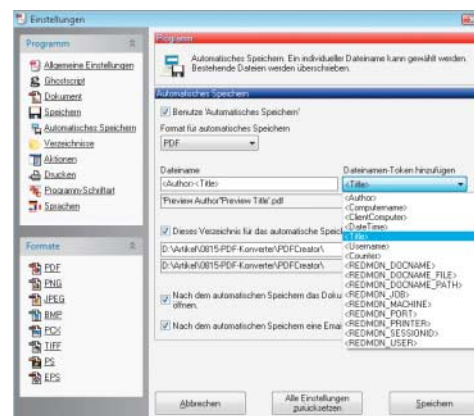 Einstellungen
Programm
Allgemeine Einstellungen
Ghostscript
Dokument
Speichern
Automatisches Speichern
Verzeichnisse
Aktionen
Drucken
Programm-Schriftart
Sprachen
Formate
PDF
PNG
JPEG
BMP
PCX
TIFF
PS
EPS
Programm
Automatisches Speichern. Ein individueller Dateiname kann gewählt werden.
Bestehende Dateien werden überschrieben.
Automatisches Speichern
Benutze 'Automatisches Speichern'
Format für automatisches Speichern
PDF
Dateiname
Dateinamen-Token hinzufügen
<Author>-<Title>
<Title>
'Preview Author'-'Preview Title'.pdf
<Author>
<Computername>
<ClientComputer>
<DateTime>
<Title>
<Username>
<Counter>
<REDMON_DOCNAME>
<REDMON_DOCNAME_FILE>
<REDMON_DOCNAME_PATH>
<REDMON_JOB>
<REDMON_MACHINE>
<REDMON_PORT>
<REDMON_PRINTER>
<REDMON_SESSIONID>
<REDMON_USER>
Dieses Verzeichnis für das automatische Speich
D:\Artikel\0815-PDF-Konverter\PDFCreator\
D:\Artikel\0815-PDF-Konverter\PDFCreator\
Nach dem automatischen Speichern das Doku
öffnen.
Nach dem automatischen Speichern eine Emai
Abbrechen
Alle Einstellungen
zurücksetzen
Speichern